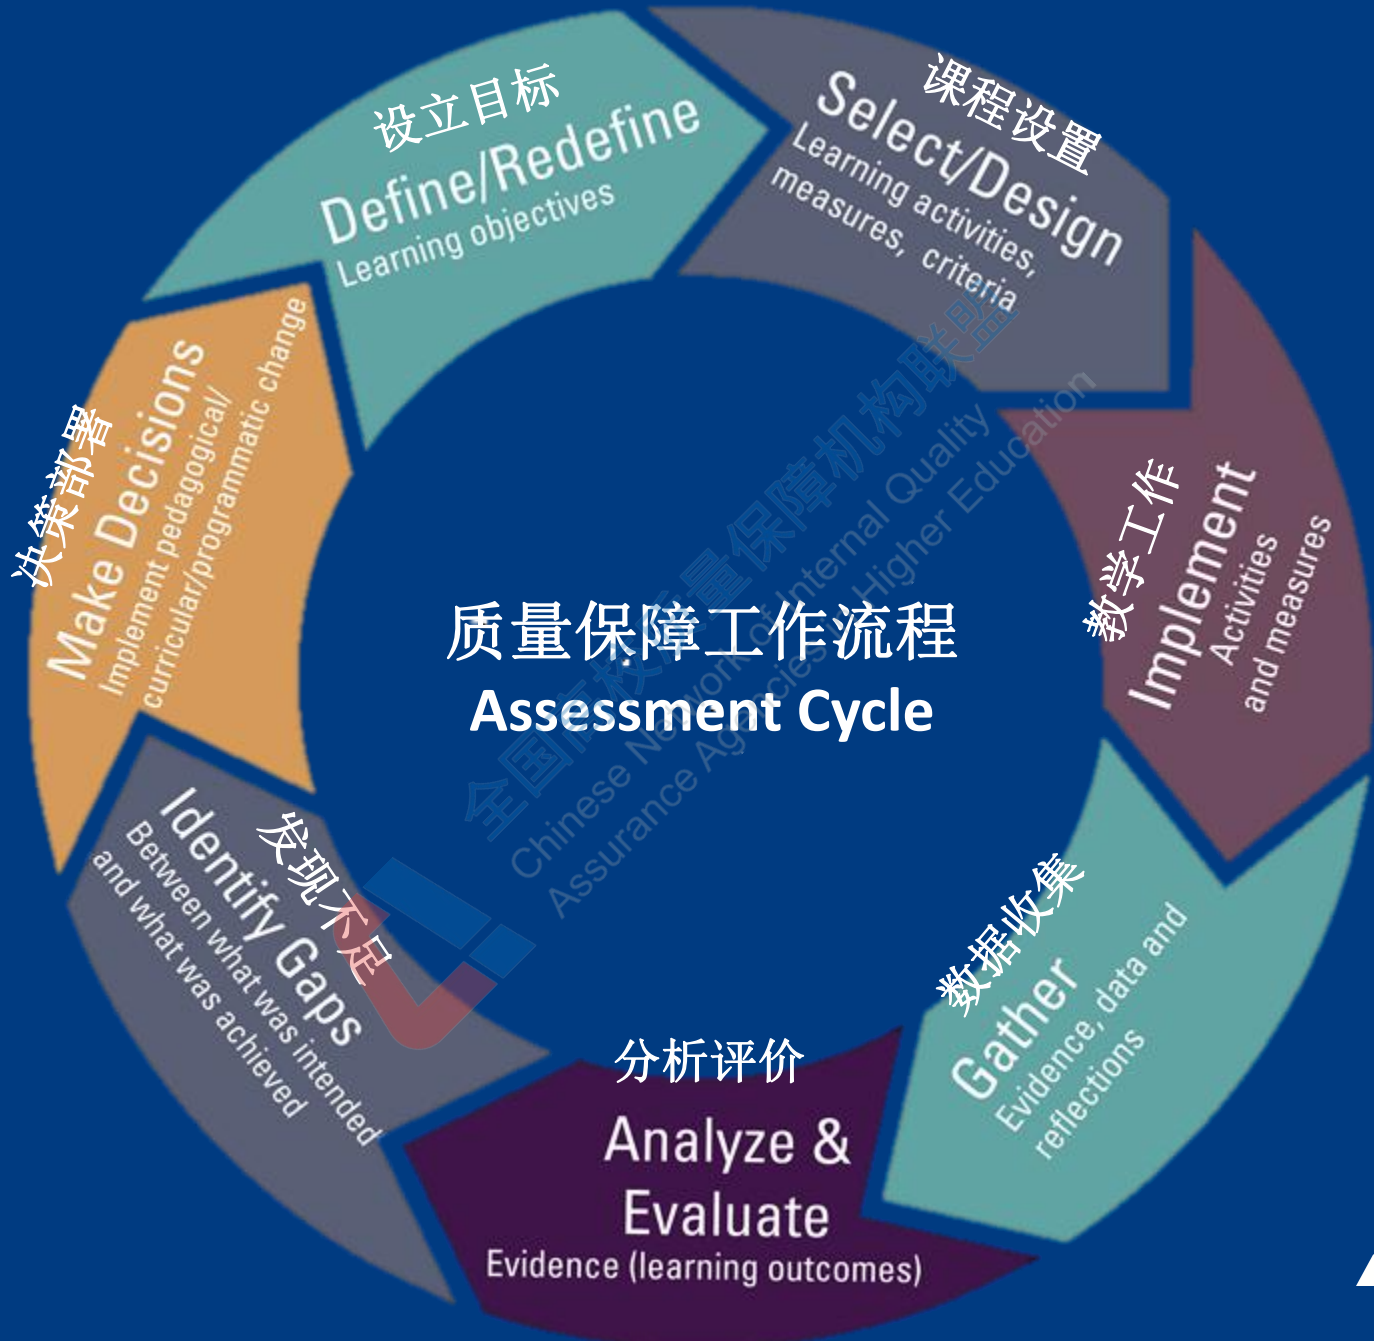 设立目标
Define/Redefine
Learning objectives
课程设置
Select/Design
Learning activities,
measures, criteria
教学工作
Implement
Activities
and measures
数据收集
Gather
Evidence, data and
reflections
分析评价
Analyze &
Evaluate
Evidence (learning outcomes)
发现不足
Identify Gaps
Between what was intended
and what was achieved
决策部署
Make Decisions
Implement pedagogical/
curricular/programmatic change
质量保障工作流程
Assessment Cycle
全国高校质量保障机构联盟
Chinese Network of Internal Quality
Assurance Agencies in Higher Education